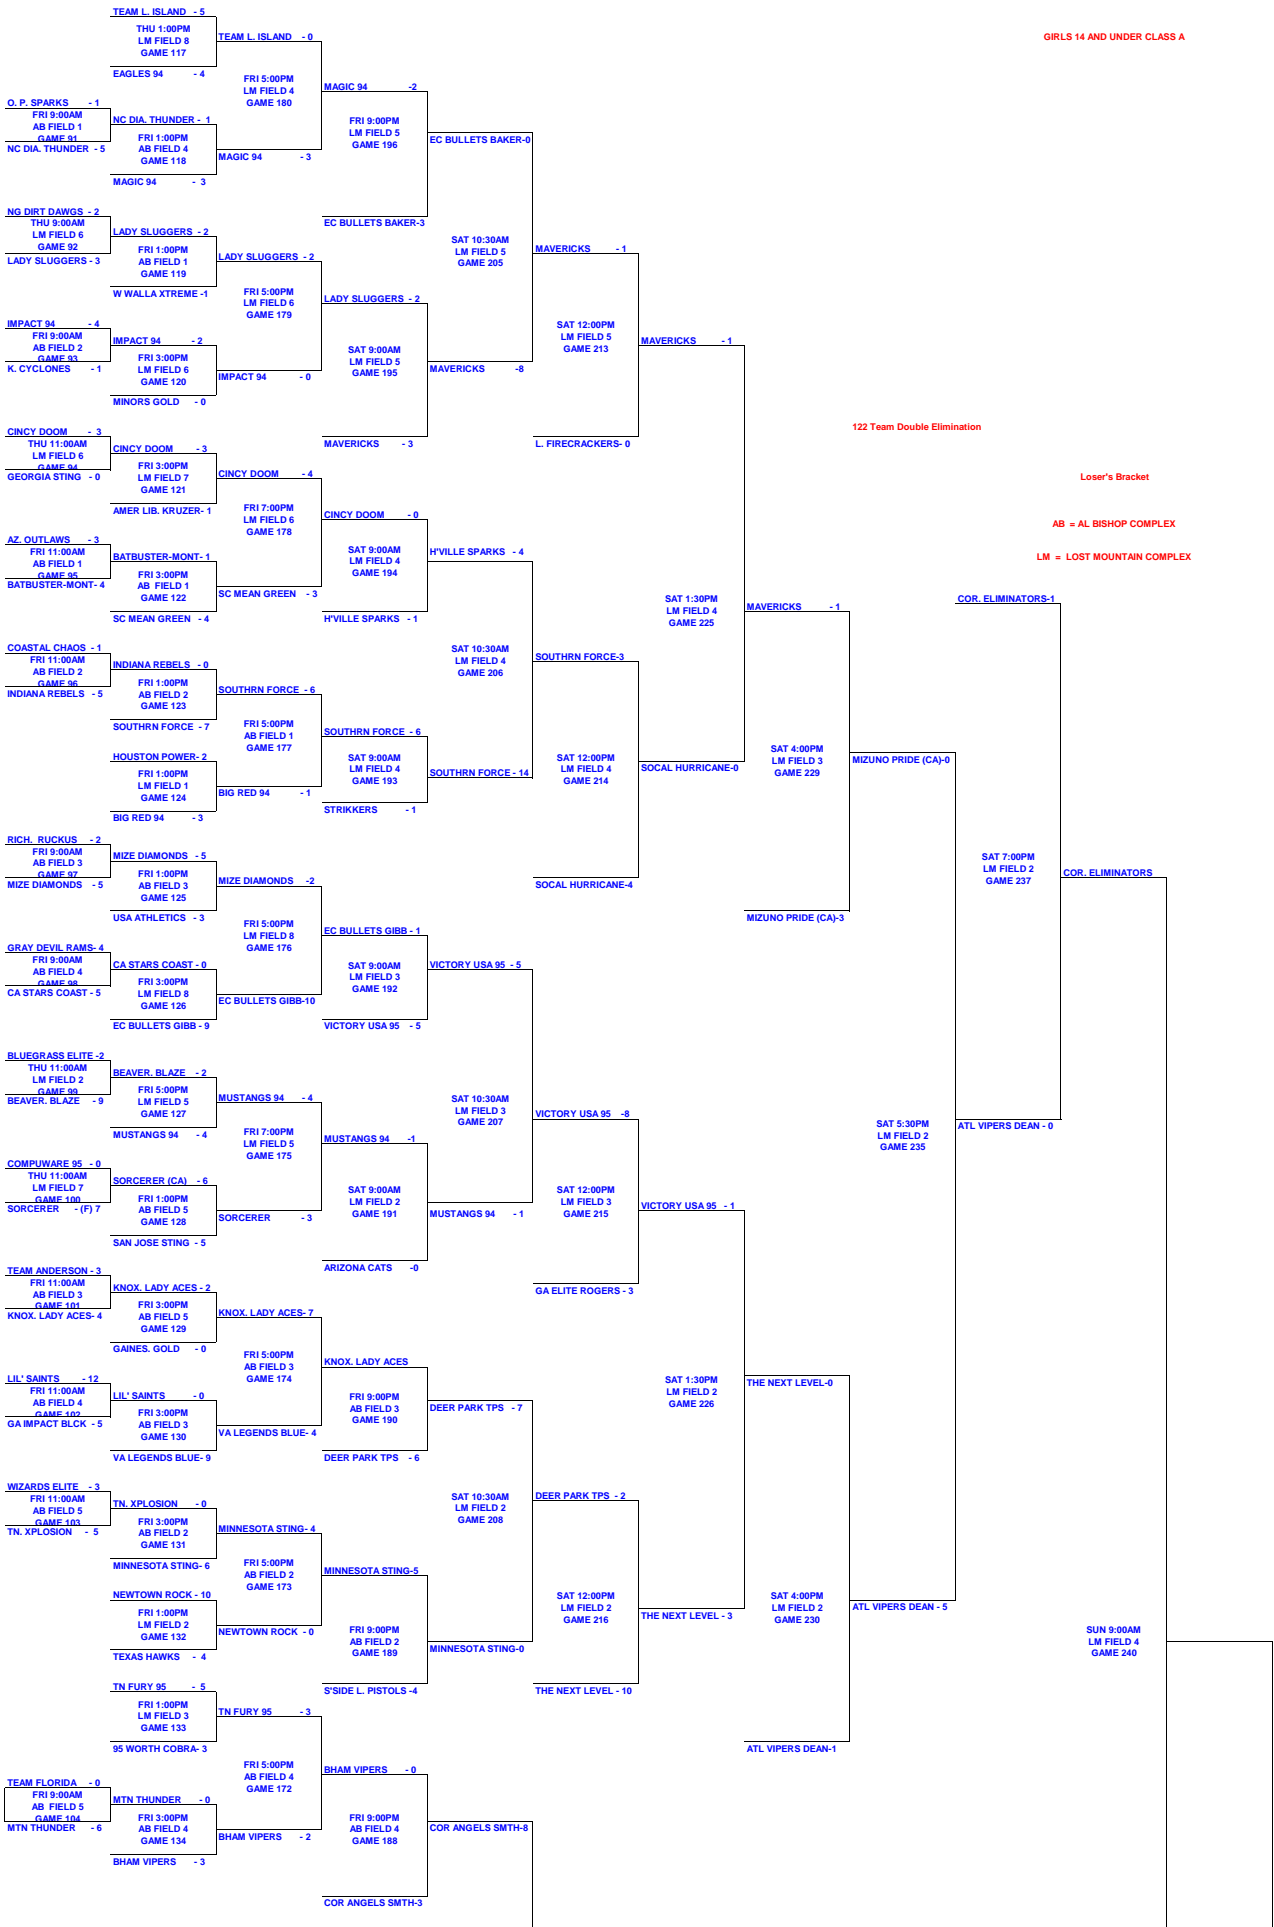 TEAM L. ISLAND - 5
THU 1:00PM
LM FIELD 8
GAME 117
EAGLES 94 - 4
O. P. SPARKS - 1
FRI 9:00AM
AB FIELD 1
GAME 91
NC DIA. THUNDER - 5
NC DIA. THUNDER - 1
FRI 1:00PM
AB FIELD 4
GAME 118
MAGIC 94 - 3
NG DIRT DAWGS - 2
THU 9:00AM
LM FIELD 6
GAME 92
LADY SLUGGERS - 3
LADY SLUGGERS - 2
FRI 1:00PM
AB FIELD 1
GAME 119
W WALLA XTREME -1
IMPACT 94 - 4
FRI 9:00AM
AB FIELD 2
GAME 93
K. CYCLONES - 1
IMPACT 94 - 2
FRI 3:00PM
LM FIELD 6
GAME 120
MINORS GOLD - 0
CINCY DOOM - 3
THU 11:00AM
LM FIELD 6
GAME 94
GEORGIA STING - 0
CINCY DOOM - 3
FRI 3:00PM
LM FIELD 7
GAME 121
AMER LIB. KRUZER- 1
AZ. OUTLAWS - 3
FRI 11:00AM
AB FIELD 1
GAME 95
BATBUSTER-MONT- 4
BATBUSTER-MONT- 1
FRI 3:00PM
AB FIELD 1
GAME 122
SC MEAN GREEN - 4
COASTAL CHAOS - 1
FRI 11:00AM
AB FIELD 2
GAME 96
INDIANA REBELS - 5
INDIANA REBELS - 0
FRI 1:00PM
AB FIELD 2
GAME 123
SOUTHRN FORCE - 7
HOUSTON POWER- 2
FRI 1:00PM
LM FIELD 1
GAME 124
BIG RED 94 - 3
RICH. RUCKUS - 2
FRI 9:00AM
AB FIELD 3
GAME 97
MIZE DIAMONDS - 5
MIZE DIAMONDS - 5
FRI 1:00PM
AB FIELD 3
GAME 125
USA ATHLETICS - 3
GRAY DEVIL RAMS- 4
FRI 9:00AM
AB FIELD 4
GAME 98
CA STARS COAST - 5
CA STARS COAST - 0
FRI 3:00PM
LM FIELD 8
GAME 126
EC BULLETS GIBB - 9
BLUEGRASS ELITE -2
THU 11:00AM
LM FIELD 2
GAME 99
BEAVER. BLAZE - 9
BEAVER. BLAZE - 2
FRI 5:00PM
LM FIELD 5
GAME 127
MUSTANGS 94 - 4
COMPUWARE 95 - 0
THU 11:00AM
LM FIELD 7
GAME 100
SORCERER - (F) 7
SORCERER (CA) - 6
FRI 1:00PM
AB FIELD 5
GAME 128
SAN JOSE STING - 5
TEAM ANDERSON - 3
FRI 11:00AM
AB FIELD 3
GAME 101
KNOX. LADY ACES- 4
KNOX. LADY ACES - 2
FRI 3:00PM
AB FIELD 5
GAME 129
GAINES. GOLD - 0
LIL' SAINTS - 12
FRI 11:00AM
AB FIELD 4
GAME 102
GA IMPACT BLCK - 5
LIL' SAINTS - 0
FRI 3:00PM
AB FIELD 3
GAME 130
VA LEGENDS BLUE- 9
WIZARDS ELITE - 3
FRI 11:00AM
AB FIELD 5
GAME 103
TN. XPLOSION - 5
TN. XPLOSION - 0
FRI 3:00PM
AB FIELD 2
GAME 131
MINNESOTA STING- 6
NEWTOWN ROCK - 10
FRI 1:00PM
LM FIELD 2
GAME 132
TEXAS HAWKS - 4
TN FURY 95 - 5
FRI 1:00PM
LM FIELD 3
GAME 133
95 WORTH COBRA- 3
TEAM FLORIDA - 0
FRI 9:00AM
AB FIELD 5
GAME 104
MTN THUNDER - 6
MTN THUNDER - 0
FRI 3:00PM
AB FIELD 4
GAME 134
BHAM VIPERS - 3
TEAM L. ISLAND - 0
FRI 5:00PM
LM FIELD 4
GAME 180
MAGIC 94 - 3
LADY SLUGGERS - 2
FRI 5:00PM
LM FIELD 6
GAME 179
IMPACT 94 - 0
CINCY DOOM - 4
FRI 7:00PM
LM FIELD 6
GAME 178
SC MEAN GREEN - 3
SOUTHRN FORCE - 6
FRI 5:00PM
AB FIELD 1
GAME 177
BIG RED 94 - 1
MIZE DIAMONDS -2
FRI 5:00PM
LM FIELD 8
GAME 176
EC BULLETS GIBB-10
MUSTANGS 94 - 4
FRI 7:00PM
LM FIELD 5
GAME 175
SORCERER - 3
KNOX. LADY ACES- 7
FRI 5:00PM
AB FIELD 3
GAME 174
VA LEGENDS BLUE- 4
MINNESOTA STING- 4
FRI 5:00PM
AB FIELD 2
GAME 173
NEWTOWN ROCK - 0
TN FURY 95 - 3
FRI 5:00PM
AB FIELD 4
GAME 172
BHAM VIPERS - 2
MAGIC 94 -2
FRI 9:00PM
LM FIELD 5
GAME 196
EC BULLETS BAKER-3
LADY SLUGGERS - 2
SAT 9:00AM
LM FIELD 5
GAME 195
MAVERICKS - 3
CINCY DOOM - 0
SAT 9:00AM
LM FIELD 4
GAME 194
H'VILLE SPARKS - 1
SOUTHRN FORCE - 6
SAT 9:00AM
LM FIELD 4
GAME 193
STRIKKERS - 1
EC BULLETS GIBB - 1
SAT 9:00AM
LM FIELD 3
GAME 192
VICTORY USA 95 - 5
MUSTANGS 94 -1
SAT 9:00AM
LM FIELD 2
GAME 191
ARIZONA CATS -0
KNOX. LADY ACES
FRI 9:00PM
AB FIELD 3
GAME 190
DEER PARK TPS - 6
MINNESOTA STING-5
FRI 9:00PM
AB FIELD 2
GAME 189
S'SIDE L. PISTOLS -4
BHAM VIPERS - 0
FRI 9:00PM
AB FIELD 4
GAME 188
COR ANGELS SMTH-3
EC BULLETS BAKER-0
SAT 10:30AM
LM FIELD 5
GAME 205
MAVERICKS -8
H'VILLE SPARKS - 4
SAT 10:30AM
LM FIELD 4
GAME 206
SOUTHRN FORCE - 14
VICTORY USA 95 - 5
SAT 10:30AM
LM FIELD 3
GAME 207
MUSTANGS 94 - 1
DEER PARK TPS - 7
SAT 10:30AM
LM FIELD 2
GAME 208
MINNESOTA STING-0
COR ANGELS SMTH-8
MAVERICKS - 1
SAT 12:00PM
LM FIELD 5
GAME 213
L. FIRECRACKERS- 0
SOUTHRN FORCE-3
SAT 12:00PM
LM FIELD 4
GAME 214
SOCAL HURRICANE-4
VICTORY USA 95 -8
SAT 12:00PM
LM FIELD 3
GAME 215
GA ELITE ROGERS - 3
DEER PARK TPS - 2
SAT 12:00PM
LM FIELD 2
GAME 216
THE NEXT LEVEL - 10
MAVERICKS - 1
SAT 1:30PM
LM FIELD 4
GAME 225
SOCAL HURRICANE-0
VICTORY USA 95 - 1
SAT 1:30PM
LM FIELD 2
GAME 226
THE NEXT LEVEL - 3
MAVERICKS - 1
SAT 4:00PM
LM FIELD 3
GAME 229
MIZUNO PRIDE (CA)-3
THE NEXT LEVEL-0
SAT 4:00PM
LM FIELD 2
GAME 230
ATL VIPERS DEAN-1
MIZUNO PRIDE (CA)-0
SAT 5:30PM
LM FIELD 2
GAME 235
ATL VIPERS DEAN - 5
COR. ELIMINATORS-1
SAT 7:00PM
LM FIELD 2
GAME 237
ATL VIPERS DEAN - 0
COR. ELIMINATORS
SUN 9:00AM
LM FIELD 4
GAME 240
GIRLS 14 AND UNDER CLASS A
122 Team Double Elimination
Loser's Bracket
AB = AL BISHOP COMPLEX
LM = LOST MOUNTAIN COMPLEX